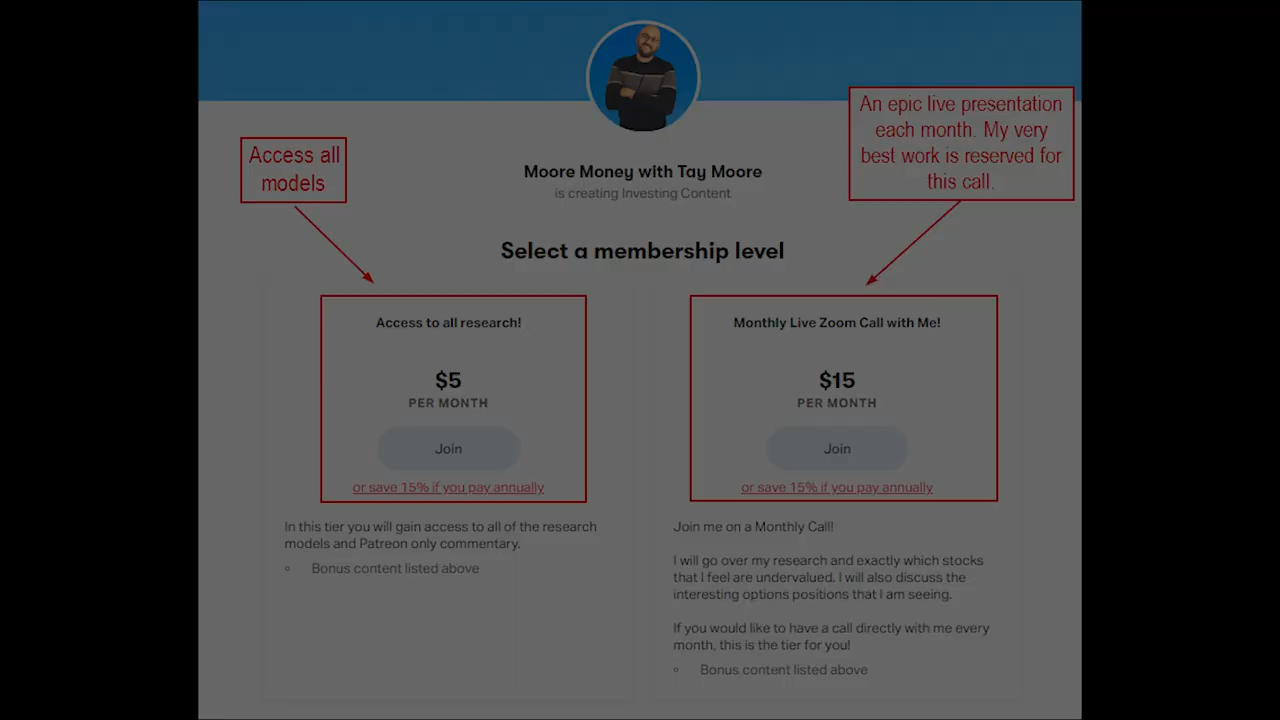 An epic live presentation
each month. My very
best work is reserved for
this call.
Access all
models
Moore Money with Tay Moore
is creating Investing Content
Select a membership level
Access to all research!
$5
PER MONTH
Join
or save 15% if you pay annually
In this tier you will gain access to all of the research
models and Patreon only commentary.
Bonus content listed above
Monthly Live Zoom Call with Me!
$15
PER MONTH
Join
or save 15% if you pay annually
Join me on a Monthly Call!
I will go over my research and exactly which stocks
that I feel are undervalued. I will also discuss the
interesting options positions that I am seeing.
If you would like to have a call directly with me every
month, this is the tier for you!
Bonus content listed above